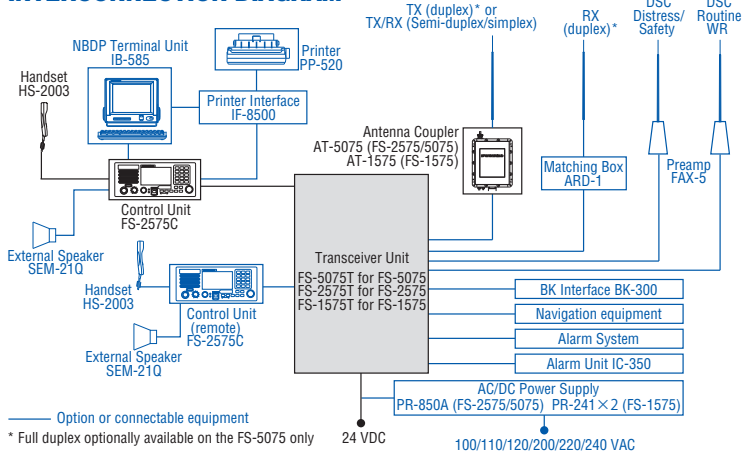 INTERCONNECTION DIAGRAM
TX (duplex)* or
TX/RX (Semi-duplex/simplex)
RX
(duplex)*
DSC
Distress/
Safety
DSC
Routine
WR
NBDP Terminal Unit
IB-585
Printer
PP-520
Handset
HS-2003
Printer Interface
IF-8500
Antenna Coupler
AT-5075 (FS-2575/5075)
AT-1575 (FS-1575)
Matching Box
ARD-1
Preamp
FAX-5
Control Unit
FS-2575C
External Speaker
SEM-21Q
Transceiver Unit
FS-5075T for FS-5075
FS-2575T for FS-2575
FS-1575T for FS-1575
Handset
HS-2003
Control Unit
(remote)
FS-2575C
External Speaker
SEM-21Q
BK Interface BK-300
Navigation equipment
Alarm System
Alarm Unit IC-350
AC/DC Power Supply
PR-850A (FS-2575/5075) PR-241×2 (FS-1575)
Option or connectable equipment
* Full duplex optionally available on the FS-5075 only
24 VDC
100/110/120/200/220/240 VAC